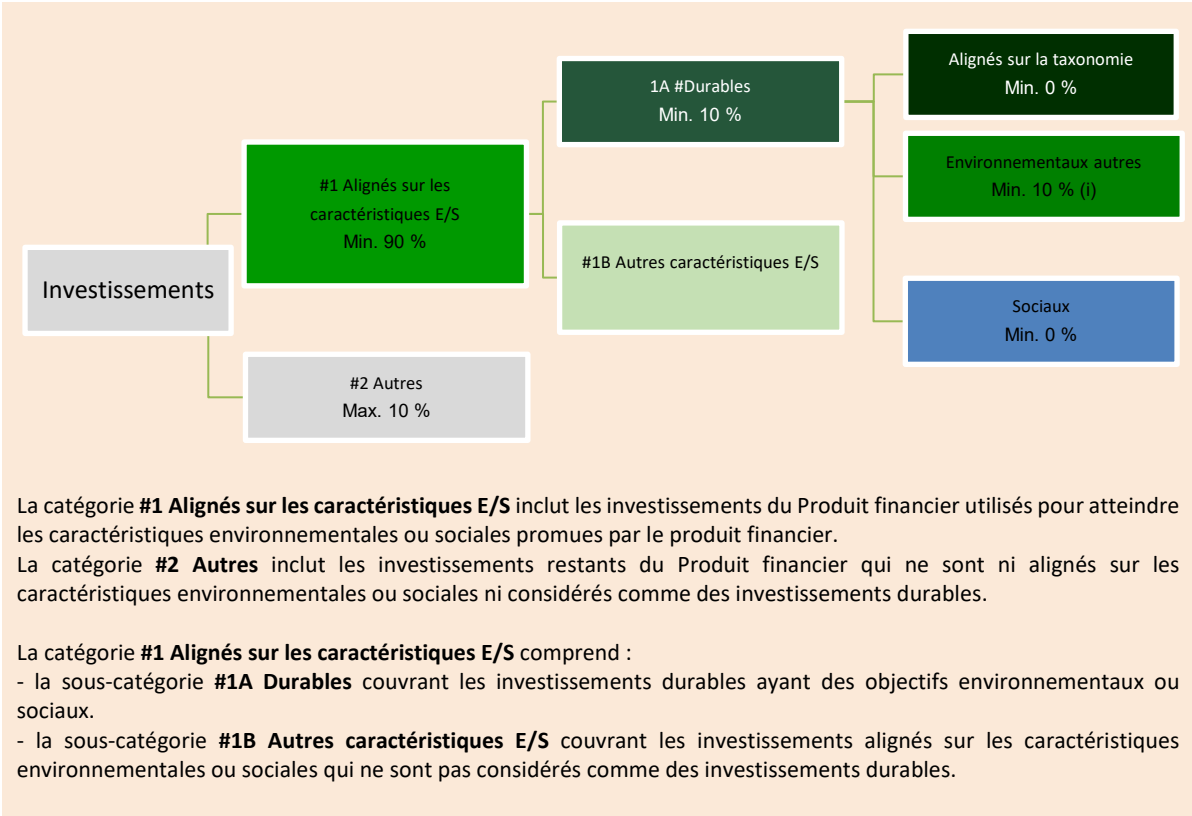 Investissements
#1 Alignés sur les
caractéristiques E/S
Min. 90 %
#2 Autres
Max. 10 %
1A #Durables
Min. 10 %
#1B Autres caractéristiques E/S
Alignés sur la taxonomie
Min. 0 %
Environnementaux autres
Min. 10 % (i)
Sociaux
Min. 0 %
La catégorie #1 Alignés sur les caractéristiques E/S inclut les investissements du Produit financier utilisés pour atteindre
les caractéristiques environnementales ou sociales promues par le produit financier.
La catégorie #2 Autres inclut les investissements restants du Produit financier qui ne sont ni alignés sur les
caractéristiques environnementales ou sociales ni considérés comme des investissements durables.
La catégorie #1 Alignés sur les caractéristiques E/S comprend :
- la sous-catégorie #1A Durables couvrant les investissements durables ayant des objectifs environnementaux ou
sociaux.
- la sous-catégorie #1B Autres caractéristiques E/S couvrant les investissements alignés sur les caractéristiques
environnementales ou sociales qui ne sont pas considérés comme des investissements durables.